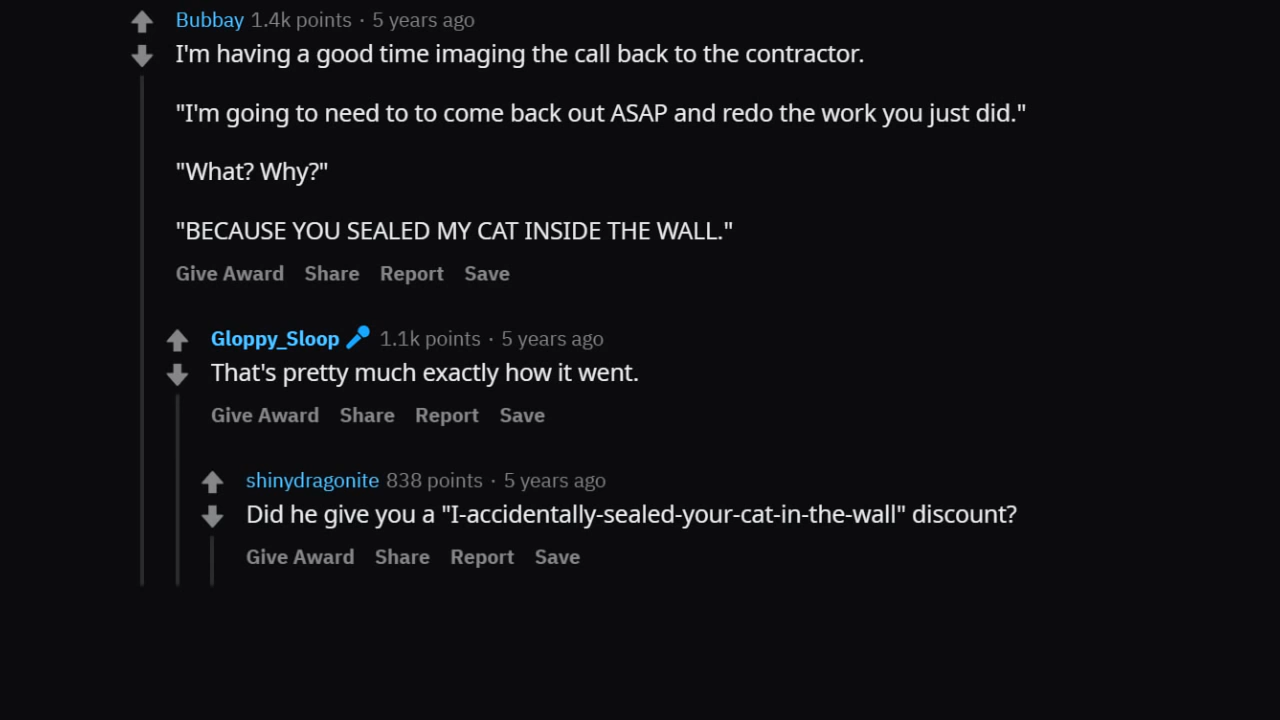 Bubbay 1.4k points · 5 years ago
I'm having a good time imaging the call back to the contractor.
"I'm going to need to to come back out ASAP and redo the work you just did."
"What? Why?"
"BECAUSE YOU SEALED MY CAT INSIDE THE WALL."
Give Award Share Report Save
Gloppy_Sloop 1.1k points · 5 years ago
That's pretty much exactly how it went.
Give Award Share Report Save
shinydragonite 838 points · 5 years ago
Did he give you a "I-accidentally-sealed-your-cat-in-the-wall" discount?
Give Award Share Report Save